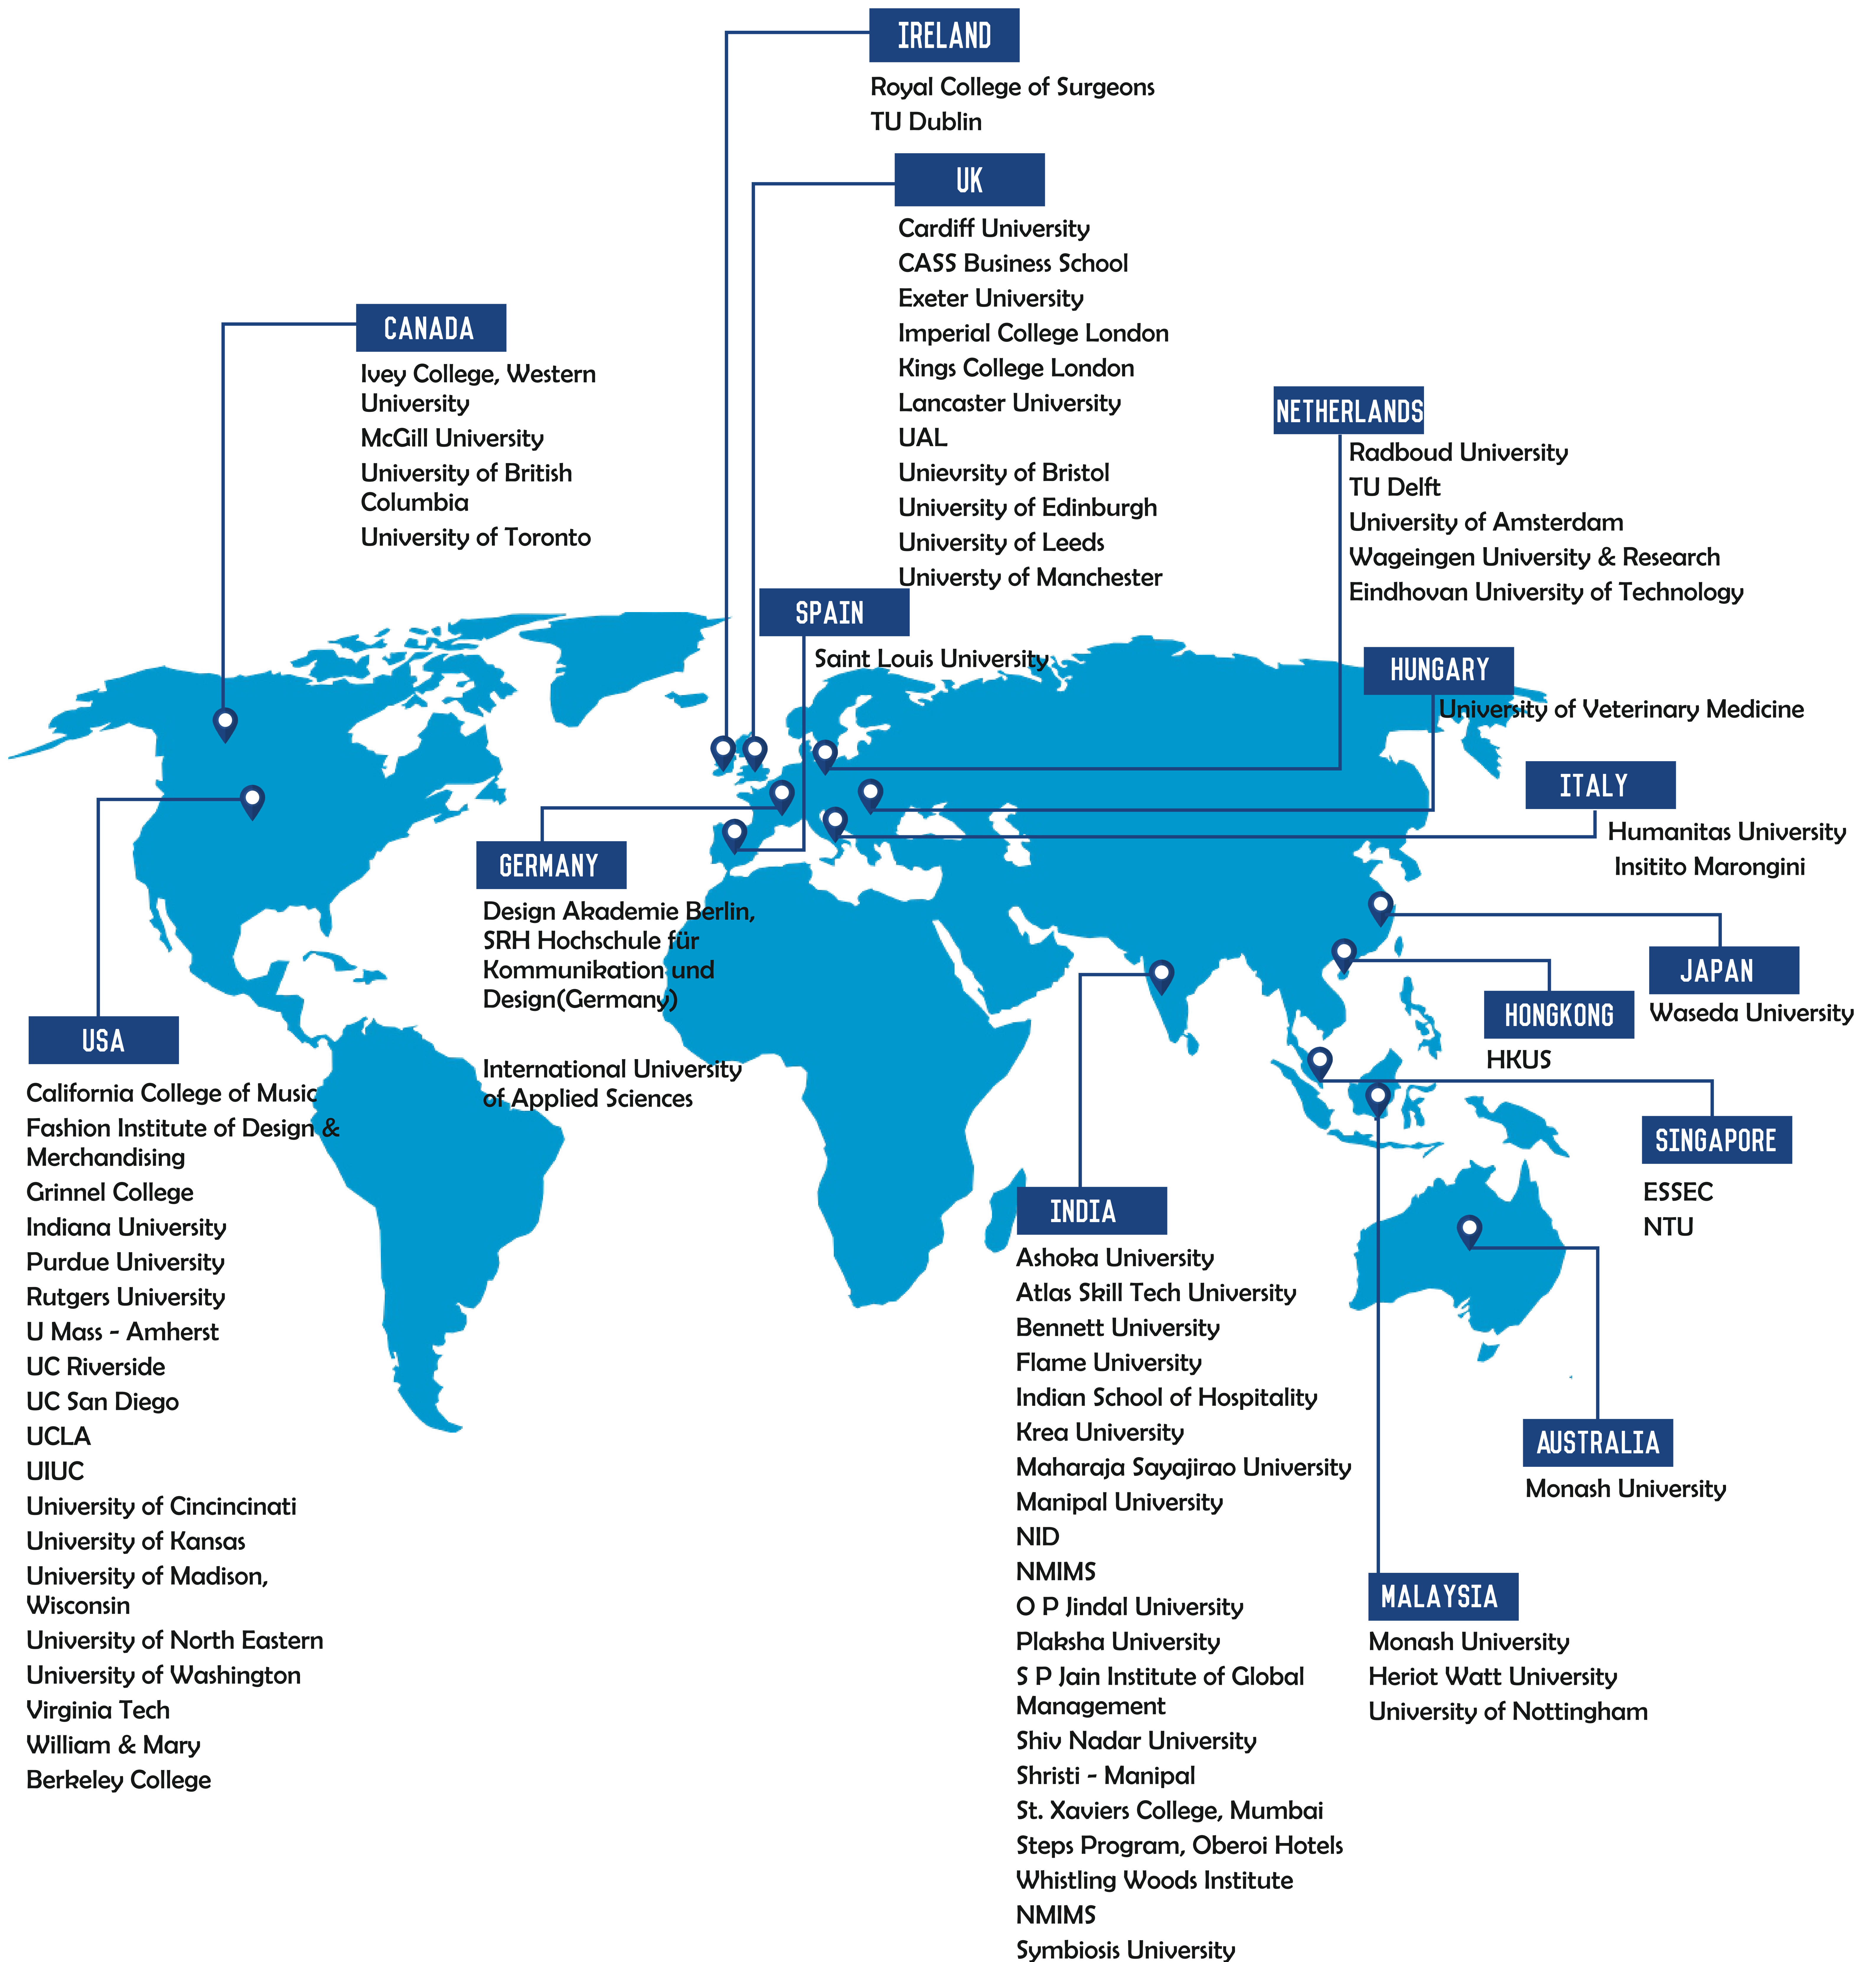 IRELAND
Royal College of Surgeons
TU Dublin
UK
Cardiff University
CASS Business School
Exeter University
Imperial College London
Kings College London
Lancaster University
UAL
Unievrsity of Bristol
University of Edinburgh
University of Leeds
Universty of Manchester
CANADA
Ivey College, Western
University
McGill University
University of British
Columbia
University of Toronto
NETHERLANDS
Radboud University
TU Delft
University of Amsterdam
Wageingen University & Research
Eindhovan University of Technology
SPAIN
Saint Louis University
HUNGARY
University of Veterinary Medicine
ITALY
Humanitas University
Insitito Marongini
GERMANY
Design Akademie Berlin,
SRH Hochschule für
Kommunikation und
Design(Germany)
International University
of Applied Sciences
JAPAN
Waseda University
HONGKONG
HKUS
USA
California College of Music
Fashion Institute of Design &
Merchandising
Grinnel College
Indiana University
Purdue University
Rutgers University
U Mass - Amherst
UC Riverside
UC San Diego
UCLA
UIUC
University of Cincincinati
University of Kansas
University of Madison,
Wisconsin
University of North Eastern
University of Washington
Virginia Tech
William & Mary
Berkeley College
SINGAPORE
ESSEC
NTU
INDIA
Ashoka University
Atlas Skill Tech University
Bennett University
Flame University
Indian School of Hospitality
Krea University
Maharaja Sayajirao University
Manipal University
NID
NMIMS
O P Jindal University
Plaksha University
S P Jain Institute of Global
Management
Shiv Nadar University
Shristi - Manipal
St. Xaviers College, Mumbai
Steps Program, Oberoi Hotels
Whistling Woods Institute
NMIMS
Symbiosis University
AUSTRALIA
Monash University
MALAYSIA
Monash University
Heriot Watt University
University of Nottingham